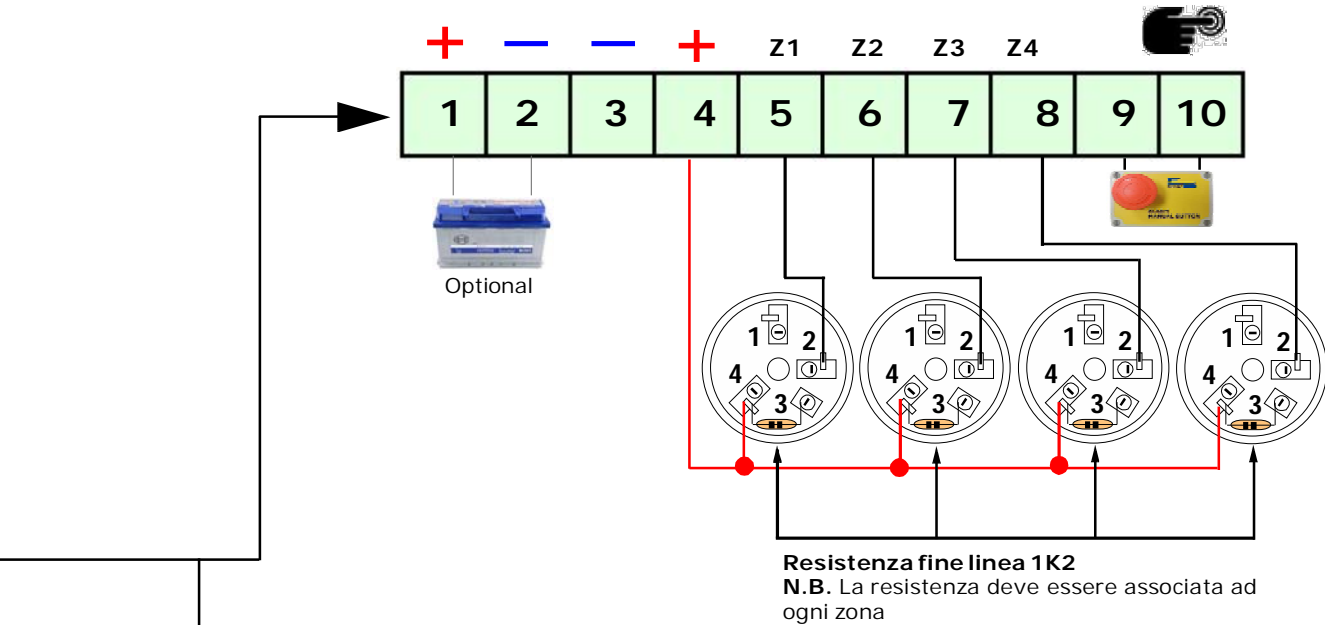 + — — + Z1 Z2 Z3 Z4
1 2 3 4 5 6 7 8 9 10
MANUAL BUTTON
Optional
1 2 1 2 1 2 1 2
4 4 4 4
3 3 3 3
Resistenza fine linea 1K2
N.B. La resistenza deve essere associata ad
ogni zona